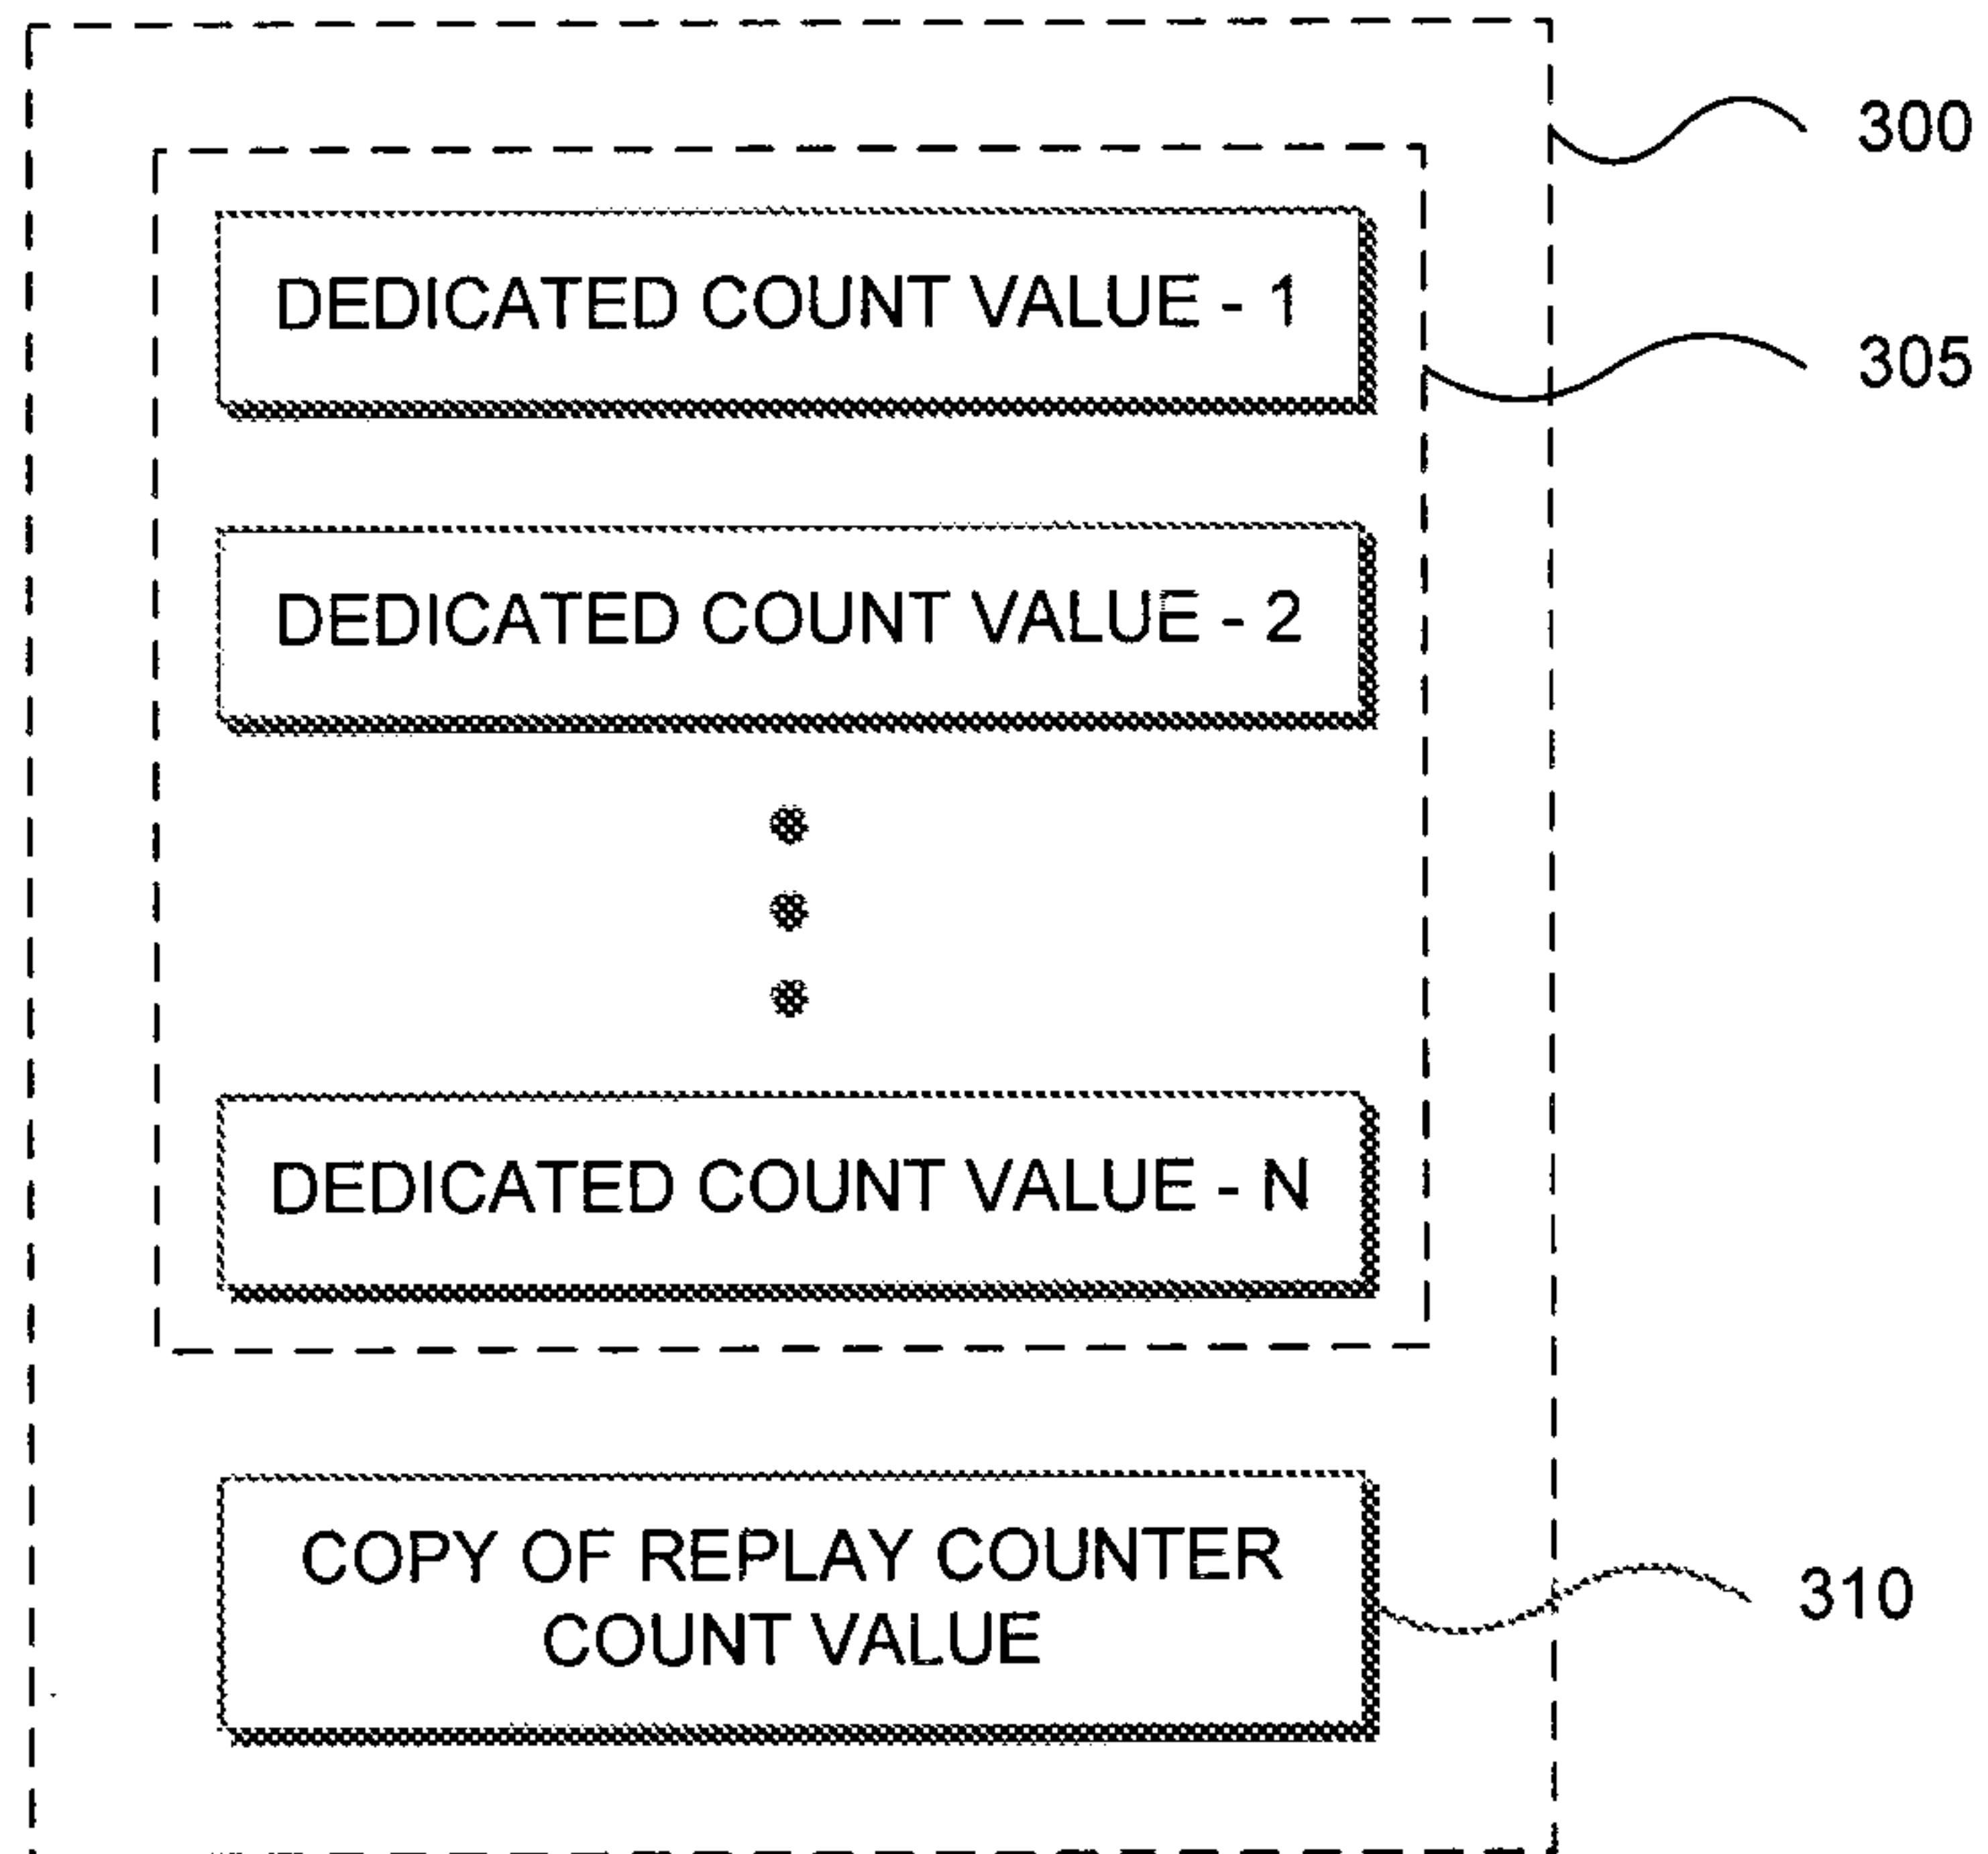 300
DEDICATED COUNT VALUE - 1
305
DEDICATED COUNT VALUE - 2
DEDICATED COUNT VALUE - N
COPY OF REPLAY COUNTER
COUNT VALUE
310